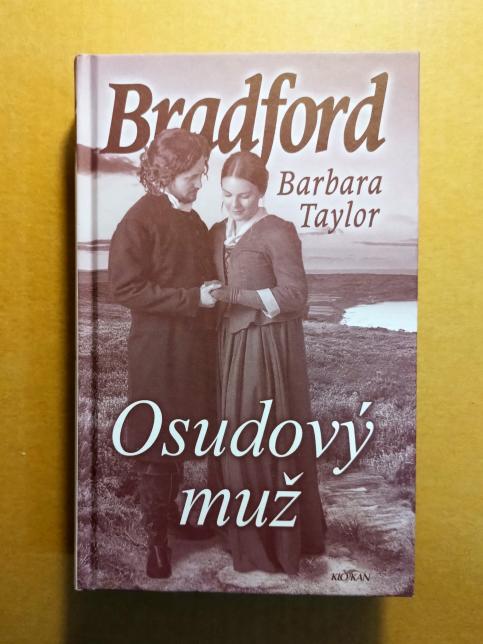 Bradford
Barbara
Taylor
Osudový
muž
KLOKAN